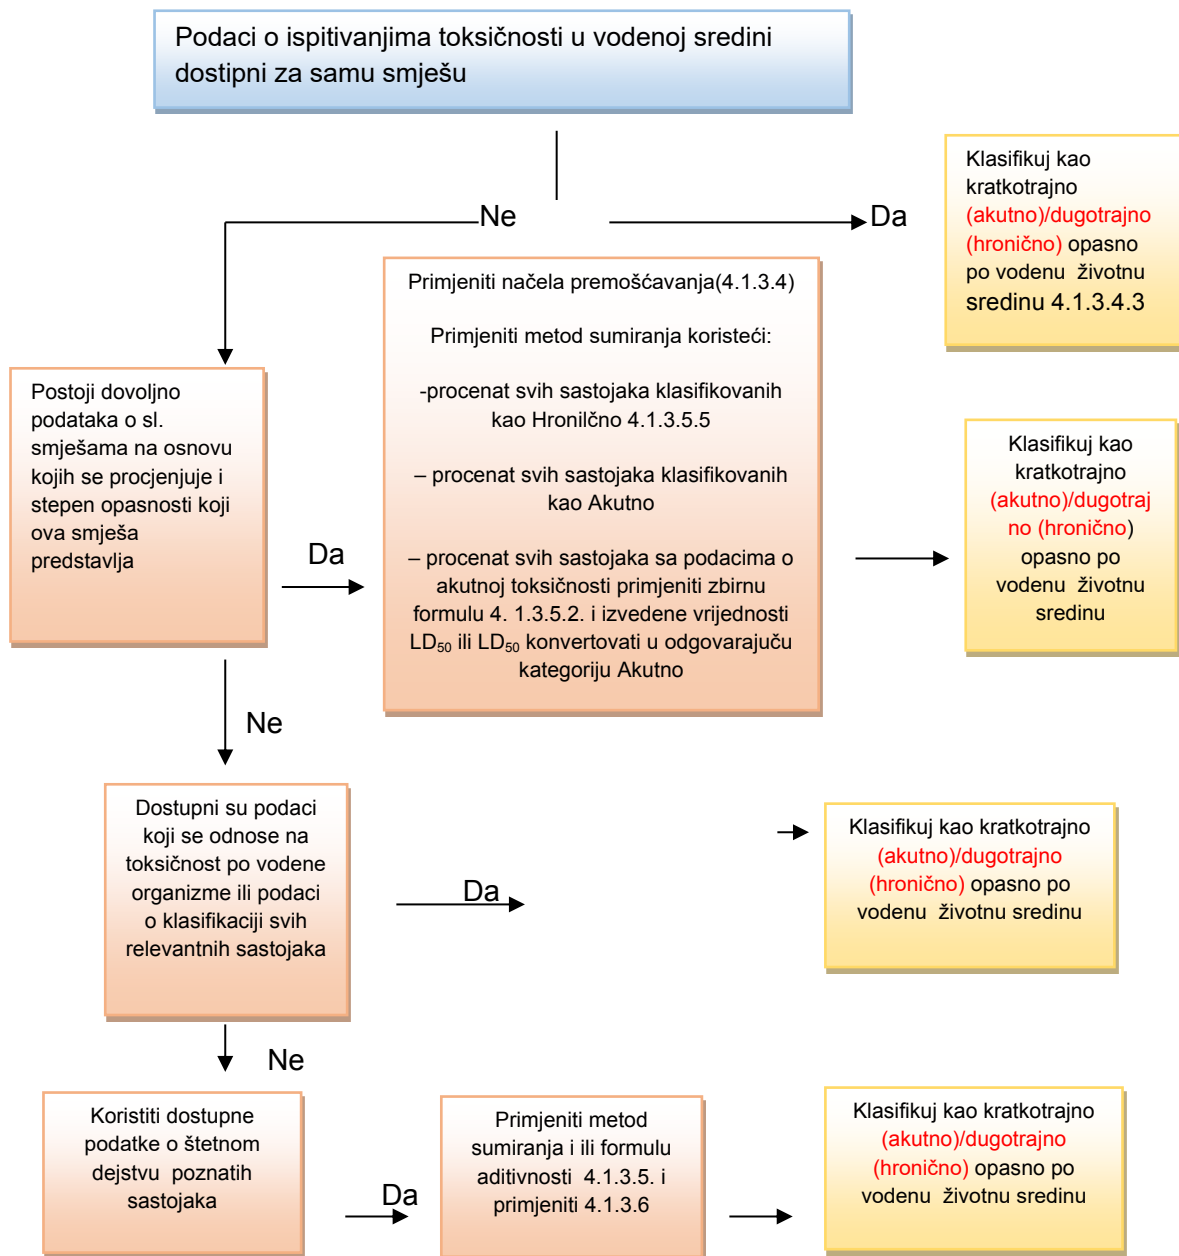 Podaci o ispitivanjima toksičnosti u vodenoj sredini
dostipni za samu smješu
Ne
Da
Klasifikuj kao
kratkotrajno
(akutno)/dugotrajno
(hronično) opasno
po vodenu životnu
sredinu 4.1.3.4.3
Postoji dovoljno
podataka o sl.
smješama na osnovu
kojih se procjenjuje i
stepen opasnosti koji
ova smješa
predstavlja
Da
Primjeniti načela premošćavanja(4.1.3.4)
Primjeniti metod sumiranja koristeći:
-procenat svih sastojaka klasifikovanih
kao Hronilčno 4.1.3.5.5
– procenat svih sastojaka klasifikovanih
kao Akutno
– procenat svih sastojaka sa podacima o
akutnoj toksičnosti primjeniti zbirnu
formulu 4. 1.3.5.2. i izvedene vrijednosti
LD₅₀ ili LD₅₀ konvertovati u odgovarajuču
kategoriju Akutno
Klasifikuj kao
kratkotrajno
(akutno)/dugotraj
no (hronično)
opasno po
vodenu životnu
sredinu
Ne
Dostupni su podaci
koji se odnose na
toksičnost po vodene
organizme ili podaci
o klasifikaciji svih
relevantnih sastojaka
Da
Klasifikuj kao kratkotrajno
(akutno)/dugotrajno
(hronično) opasno po
vodenu životnu sredinu
Ne
Koristiti dostupne
podatke o štetnom
dejstvu poznatih
sastojaka
Da
Primjeniti metod
sumiranja i ili formulu
aditivnosti 4.1.3.5. i
primjeniti 4.1.3.6
Klasifikuj kao kratkotrajno
(akutno)/dugotrajno
(hronično) opasno po
vodenu životnu sredinu